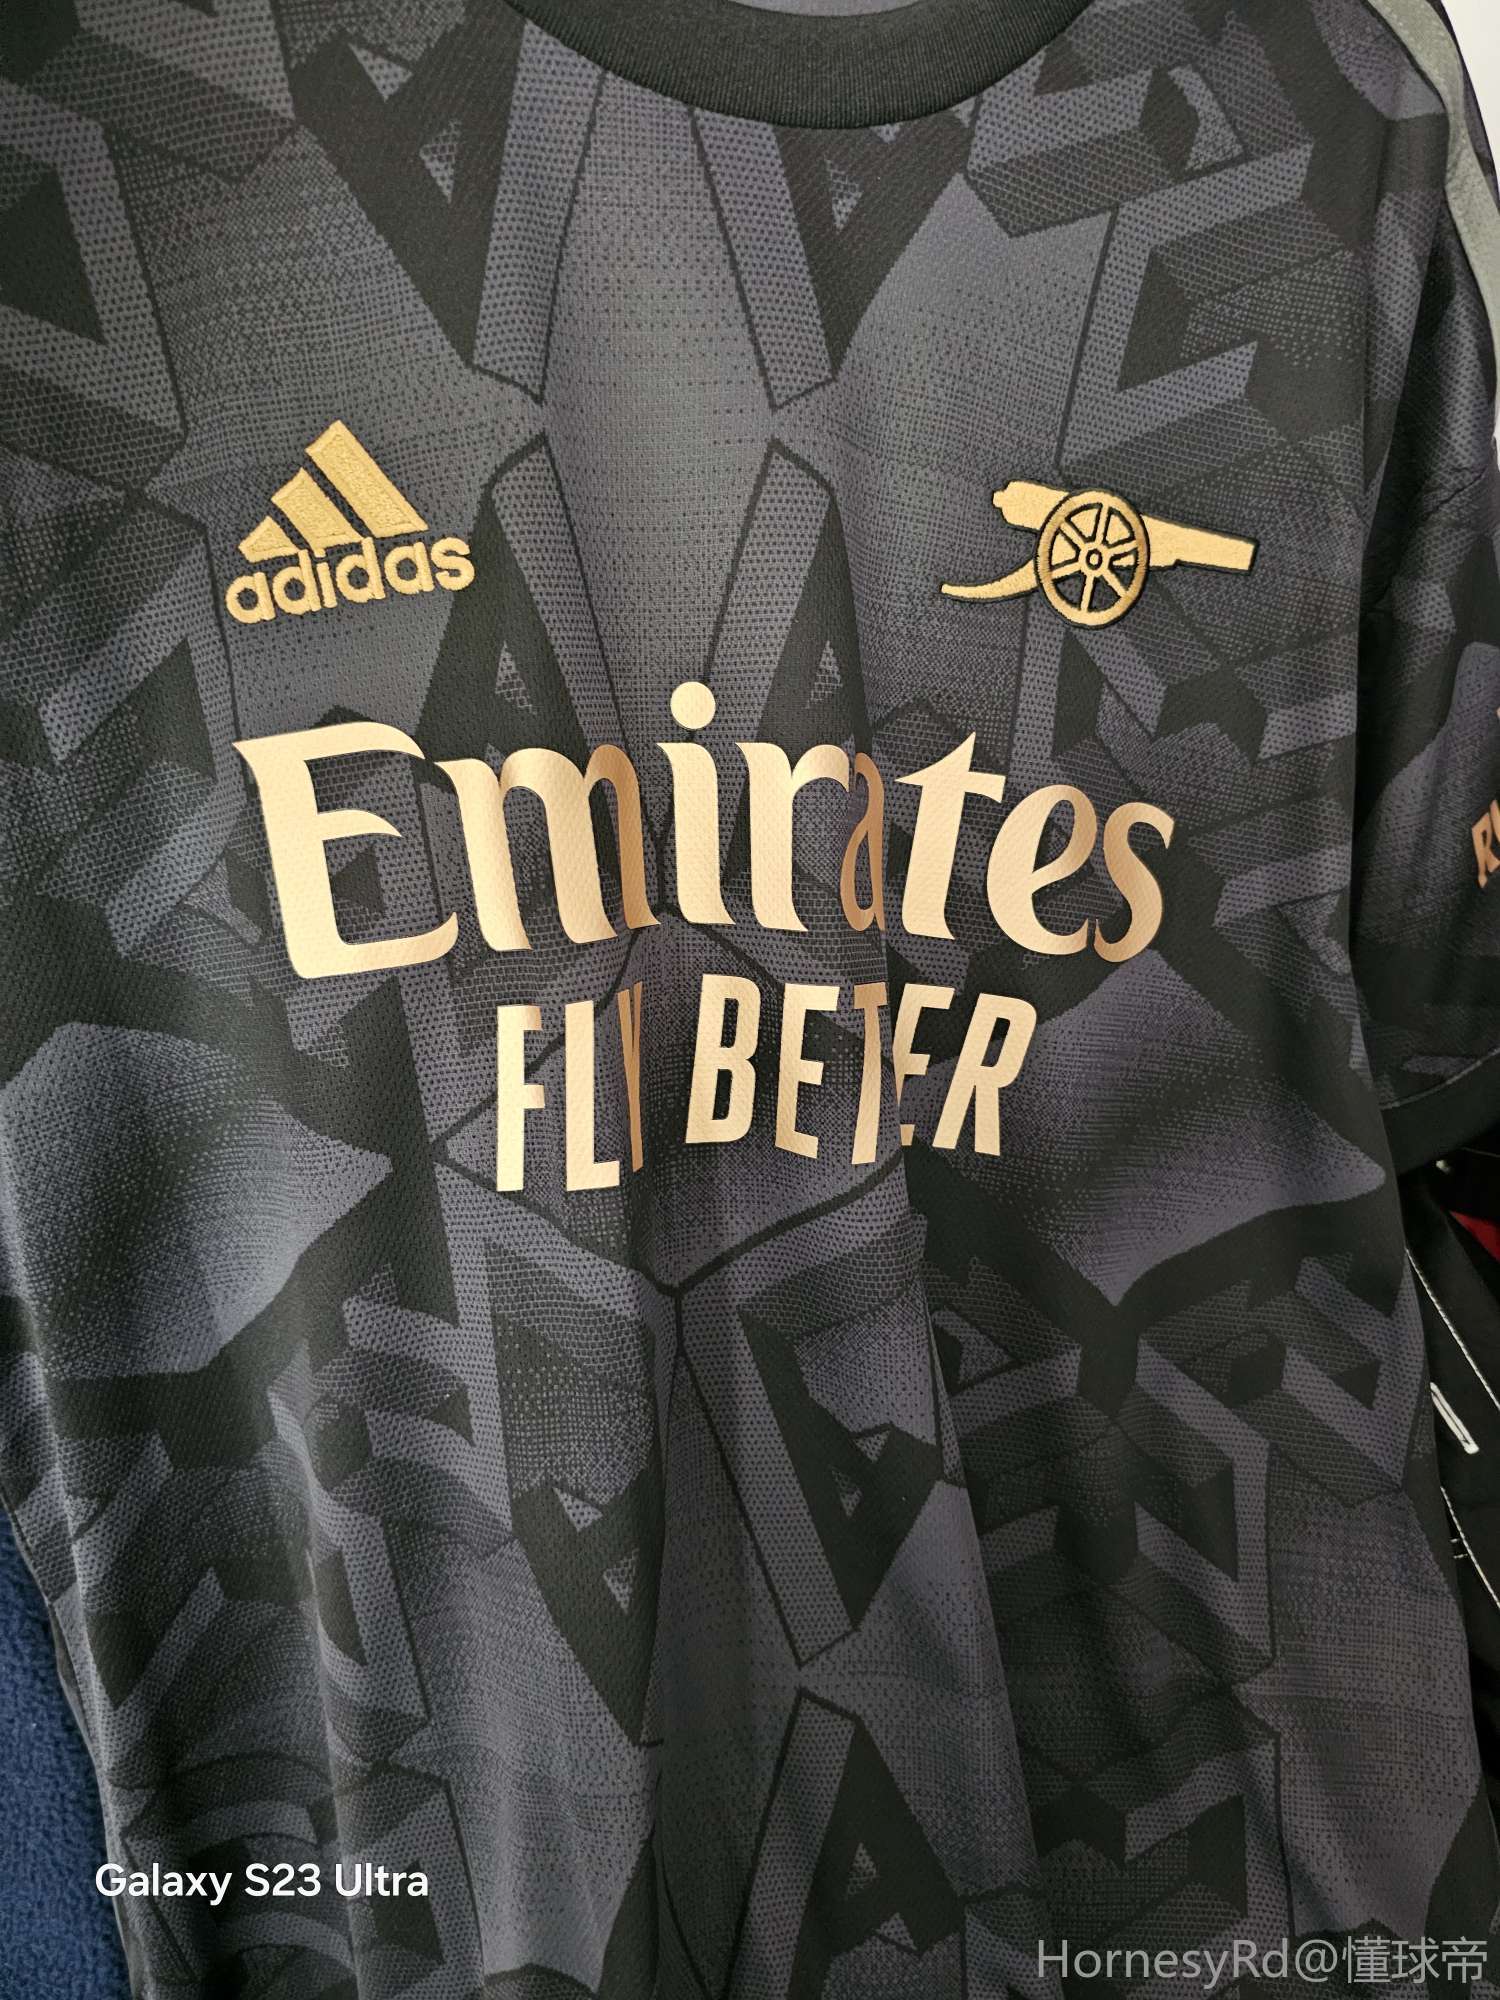 adidas
Emirates
FLY BETTER
Galaxy S23 Ultra
HornesyRd@懂球帝